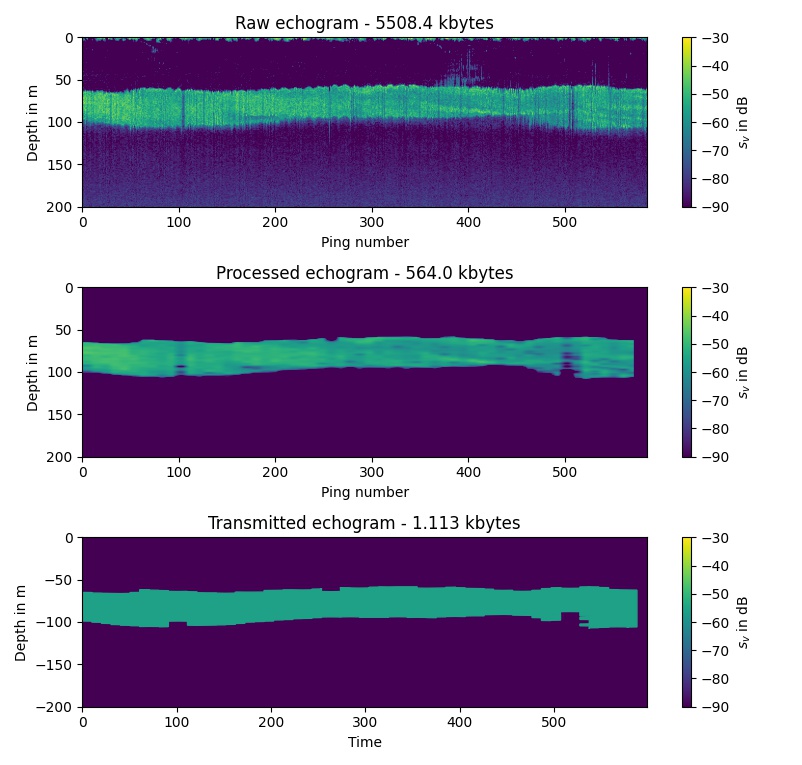 Raw echogram - 5508.4 kbytes
0
50
100
150
200
Depth in m
0 100 200 300 400 500
Ping number
−30
−40
−50
−60
−70
−80
−90
sv in dB
Processed echogram - 564.0 kbytes
0
50
100
150
200
Depth in m
0 100 200 300 400 500
Ping number
−30
−40
−50
−60
−70
−80
−90
sv in dB
Transmitted echogram - 1.113 kbytes
0
−50
−100
−150
−200
Depth in m
0 100 200 300 400 500
Time
−30
−40
−50
−60
−70
−80
−90
sv in dB